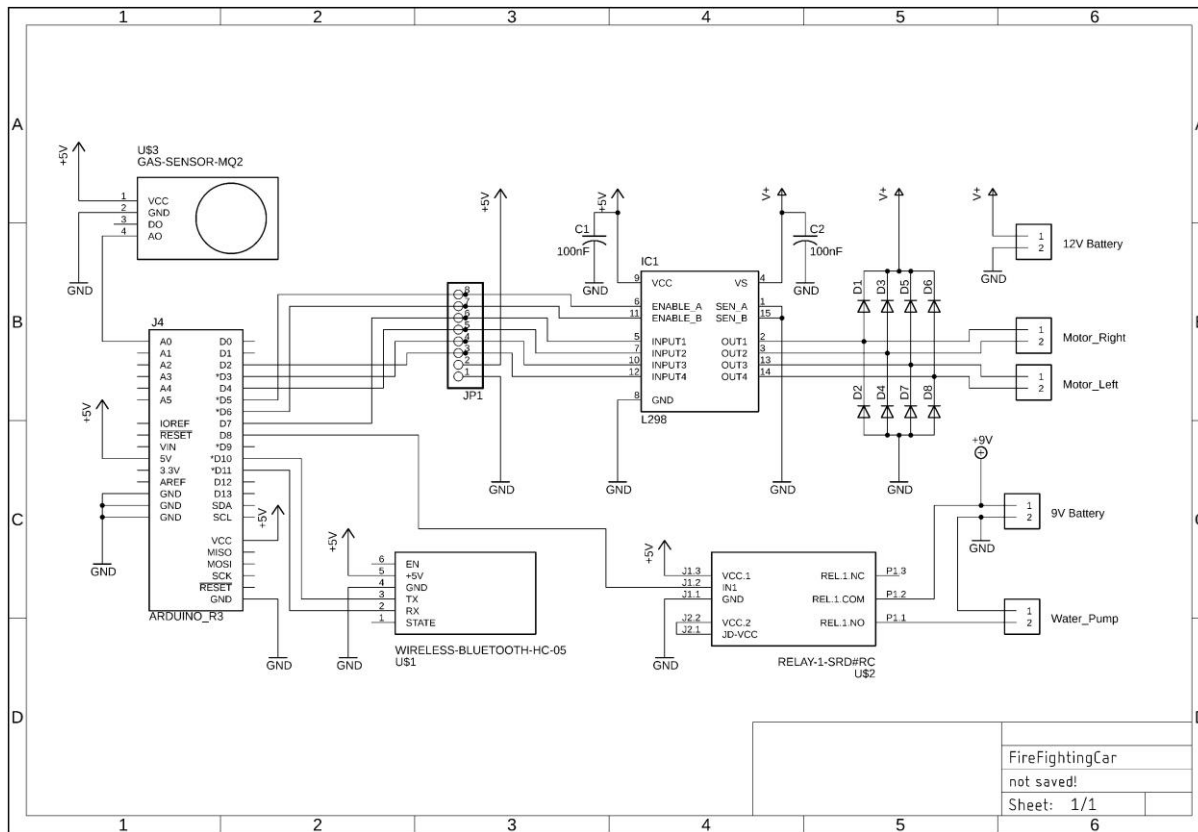 1 2 3 4 5 6
A A
+5V
U$3
GAS-SENSOR-MQ2
1 VCC
2 GND
3 DO
4 AO
GND
+5V
+5V
C1
100nF
GND
V+
C2
100nF
GND
V+
V+
1
2
12V Battery
GND
B B
IC1
9 VCC VS 4
6 ENABLE_A SEN_A 1
11 ENABLE_B SEN_B 15
5 INPUT1 OUT1 2
7 INPUT2 OUT2 3
10 INPUT3 OUT3 13
12 INPUT4 OUT4 14
8 GND
L298
GND
GND
D1 D3 D5 D6
D2 D4 D7 D8
GND
1
2
Motor_Right
1
2
Motor_Left
8
7
6
5
4
3
2
1
JP1
GND
J4
A0 D0
A1 D1
A2 D2
A3 *D3
A4 D4
A5 *D5
*D6
D7
IOREF D8
RESET *D9
VIN *D10
5V *D11
3.3V D12
AREF D13
GND SDA
GND SCL
GND
VCC
MISO
MOSI
SCK
RESET
GND
ARDUINO_R3
+5V
GND
+5V
GND
C C
+5V
6 EN
5 +5V
4 GND
3 TX
2 RX
1 STATE
GND
WIRELESS-BLUETOOTH-HC-05
U$1
+5V
J1.3 VCC.1 REL.1.NC P1.3
J1.2 IN1
J1.1 GND REL.1.COM P1.2
J2.2 VCC.2 REL.1.NO P1.1
J2.1 JD-VCC
GND
RELAY-1-SRD#RC
U$2
+9V
1
2
9V Battery
GND
1
2
Water_Pump
D D
FireFightingCar
not saved!
Sheet: 1/1
1 2 3 4 5 6